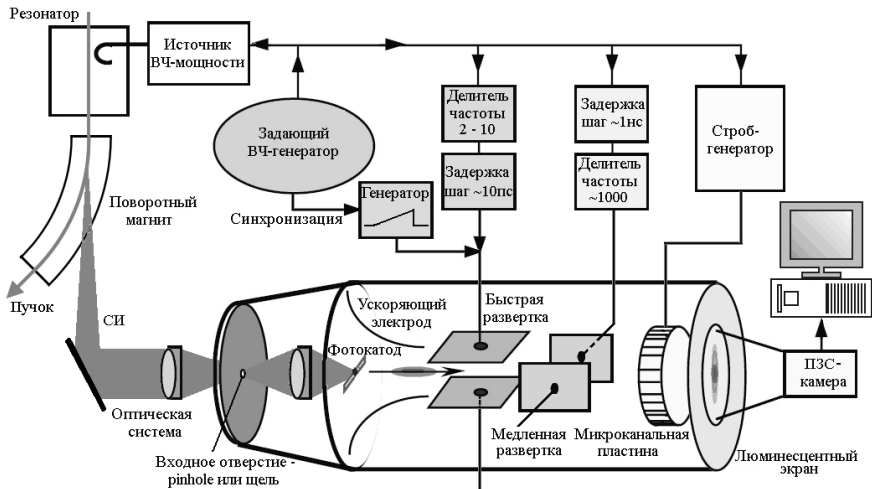 Резонатор
Источник
ВЧ-мощности
Задающий
ВЧ-генератор
Делитель
частоты
2 - 10
Задержка
шаг ~10пс
Задержка
шаг ~1нс
Делитель
частоты
~1000
Строб-
генератор
Генератор
Синхронизация
Поворотный
магнит
Пучок
СИ
Оптическая
система
Входное отверстие -
pinhole или щель
Ускоряющий
электрод
Фотокатод
Быстрая
развертка
Медленная
развертка
Микроканальная
пластина
Люминесцентный
экран
ПЗС-
камера